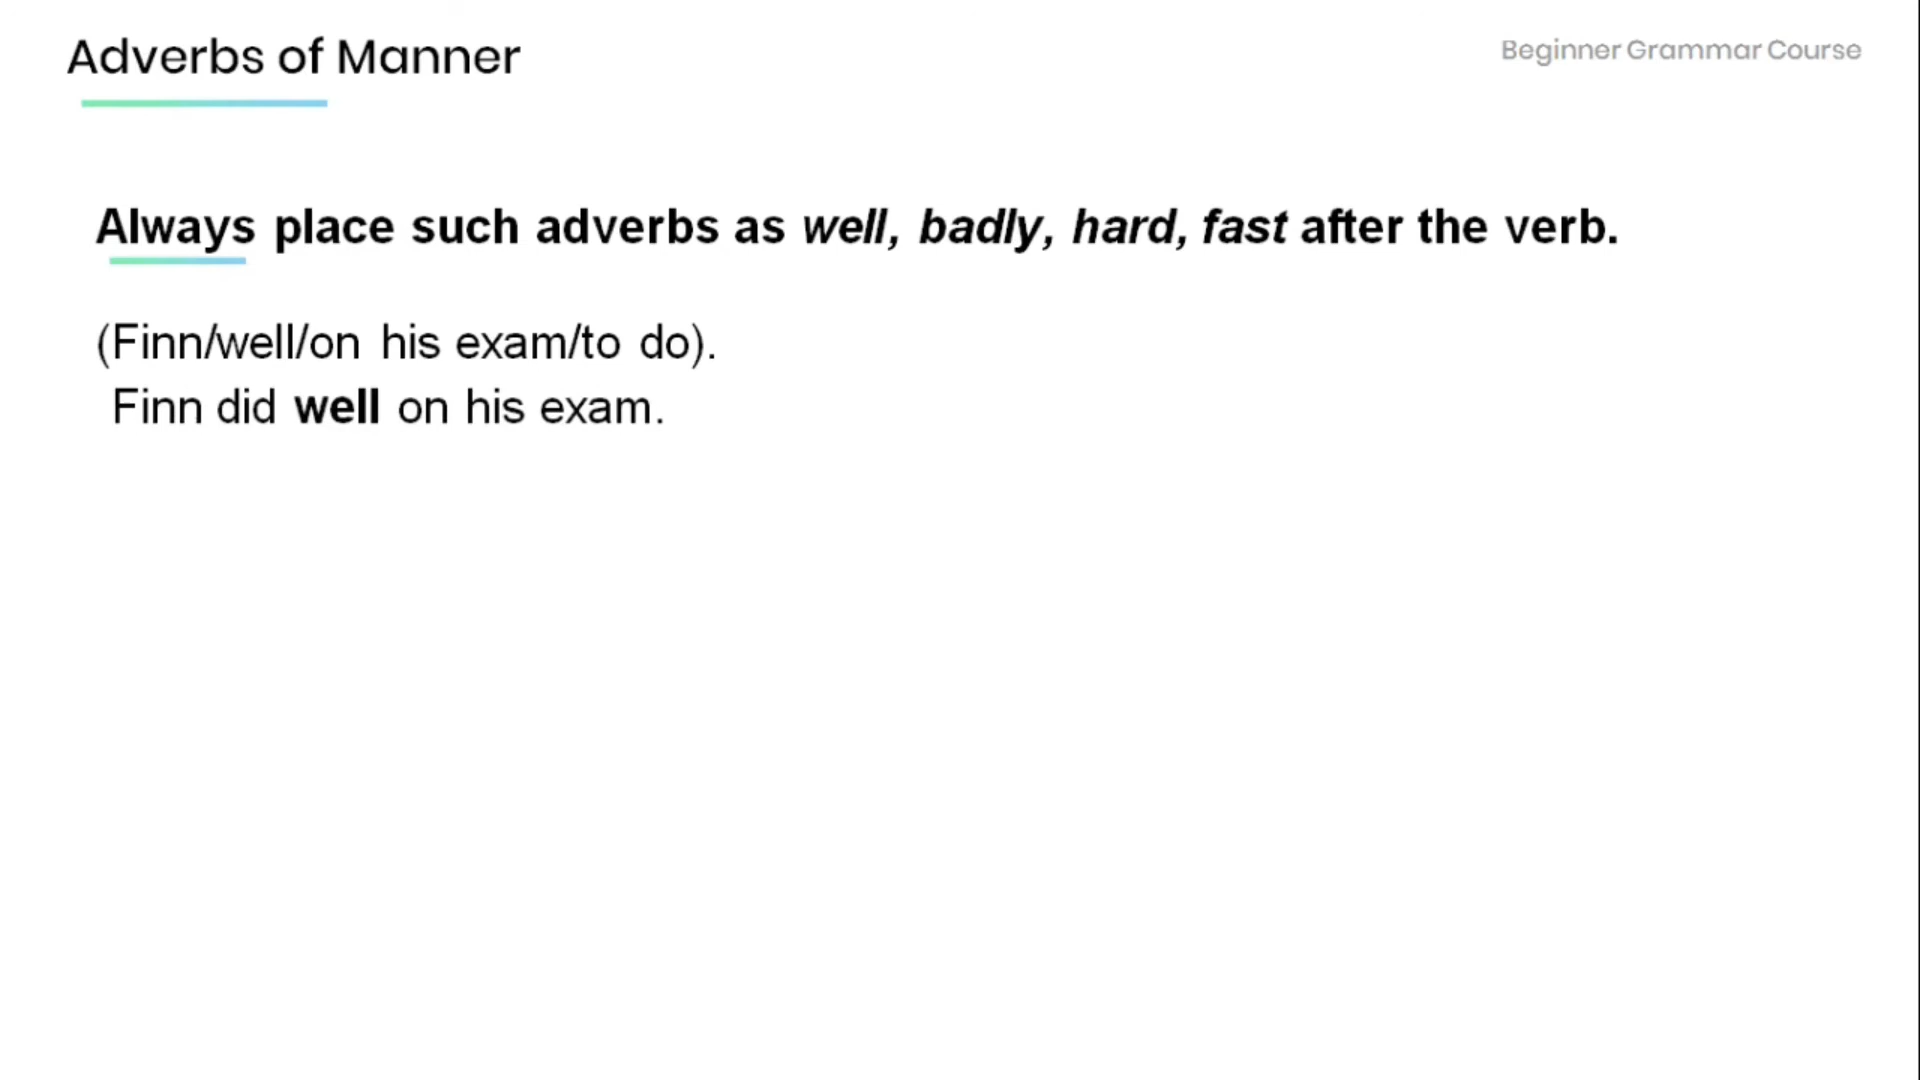 Adverbs of Manner
Beginner Grammar Course
Always place such adverbs as well, badly, hard, fast after the verb.
(Finn/well/on his exam/to do).
Finn did well on his exam.